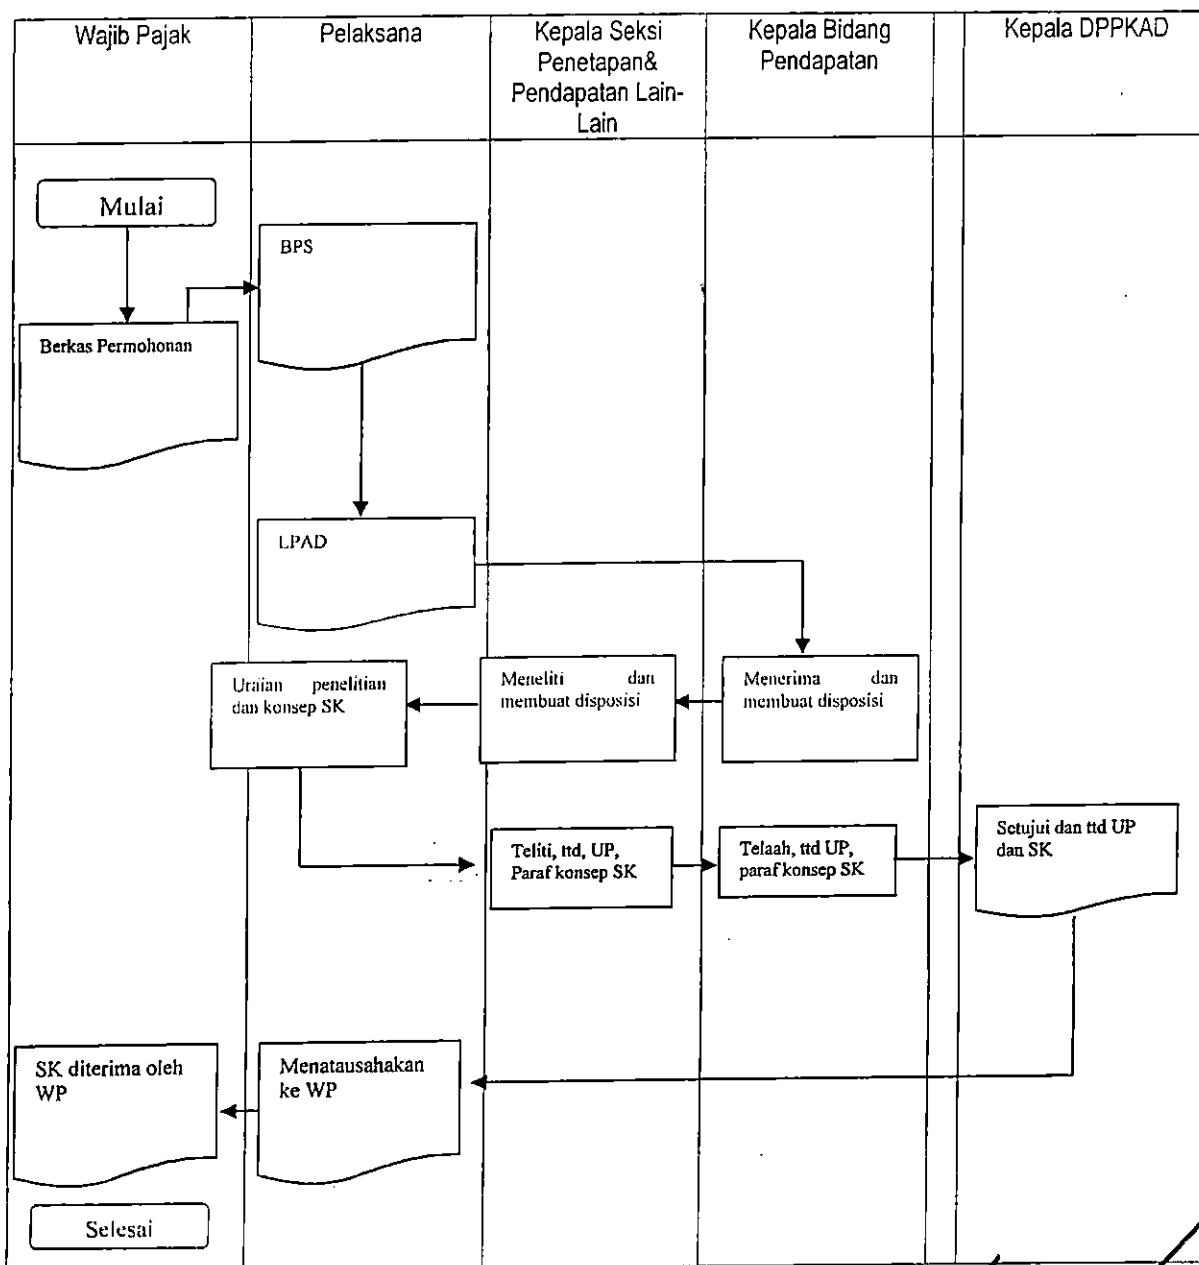 Wajib Pajak
Pelaksana
Kepala Seksi
Penetapan&
Pendapatan Lain-
Lain
Kepala Bidang
Pendapatan
Kepala DPPKAD
Mulai
BPS
Berkas Permohonan
LPAD
Uraian penelitian
dan konsep SK
Meneliti dan
membuat disposisi
Menerima dan
membuat disposisi
Teliti, ttd, UP,
Paraf konsep SK
Telaah, ttd UP,
paraf konsep SK
Setujui dan ttd UP
dan SK
SK diterima oleh
WP
Menatausahakan
ke WP
Selesai